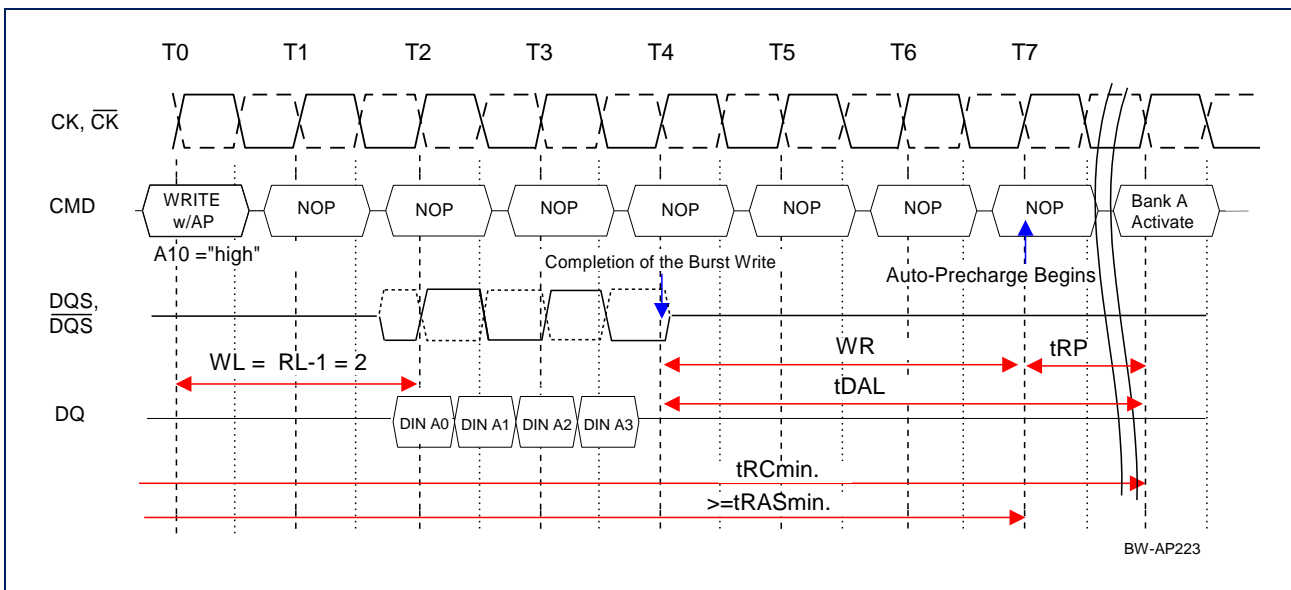 T0 T1 T2 T3 T4 T5 T6 T7
CK, CK
CMD
WRITE w/AP
NOP
NOP
NOP
NOP
NOP
NOP
NOP
Bank A Activate
A10 ="high"
Completion of the Burst Write
Auto-Precharge Begins
DQS,
DQS
WL = RL-1 = 2
WR
tRP
tDAL
DQ
DIN A0
DIN A1
DIN A2
DIN A3
tRCmin.
>=tRASmin.
BW-AP223